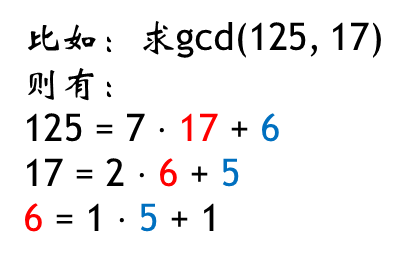 比如：求gcd(125, 17)
则有：
125 = 7 · 17 + 6
17 = 2 · 6 + 5
6 = 1 · 5 + 1